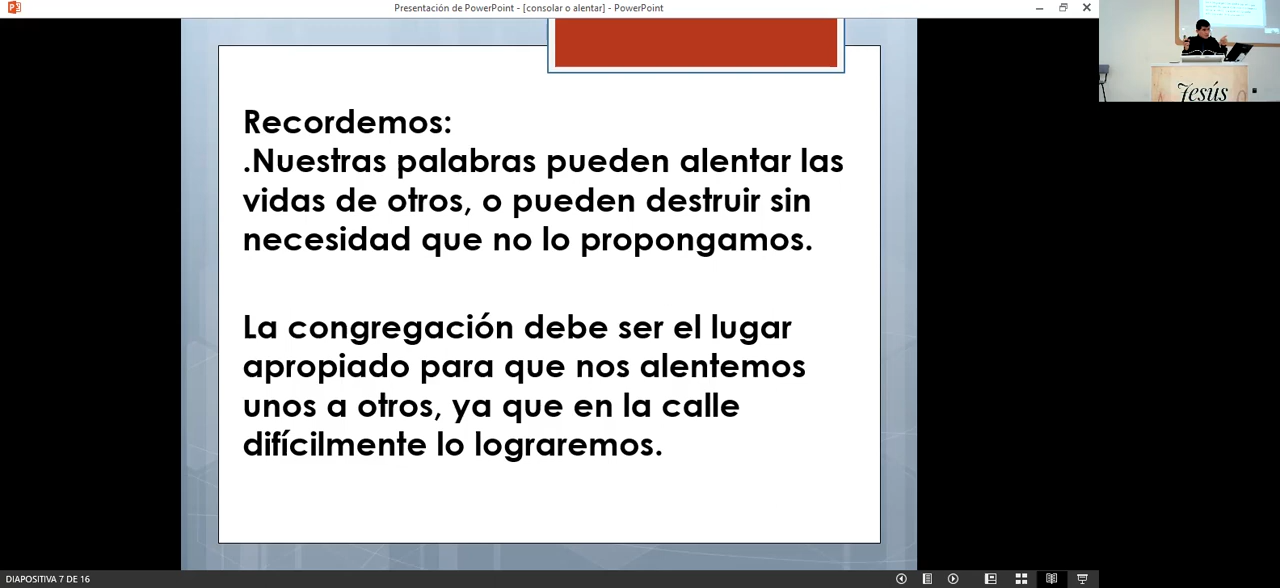 Presentación de PowerPoint - [consolar o alentar] - PowerPoint
Recordemos:
.Nuestras palabras pueden alentar las
vidas de otros, o pueden destruir sin
necesidad que no lo propongamos.
La congregación debe ser el lugar
apropiado para que nos alentemos
unos a otros, ya que en la calle
difícilmente lo lograremos.
Jesús
DIAPOSITIVA 7 DE 16